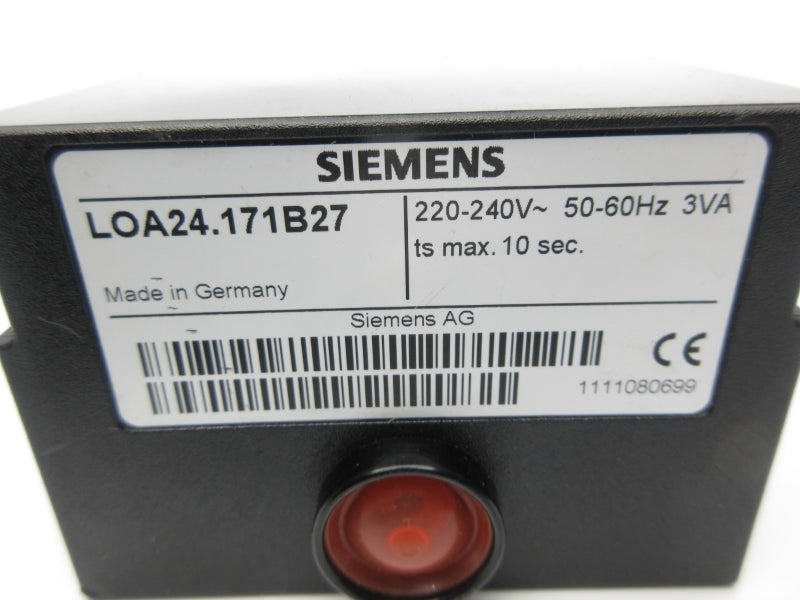 SIEMENS
LOA24.171B27
220-240V~ 50-60Hz 3VA
ts max. 10 sec.
Made in Germany
Siemens AG
CE
1111080699